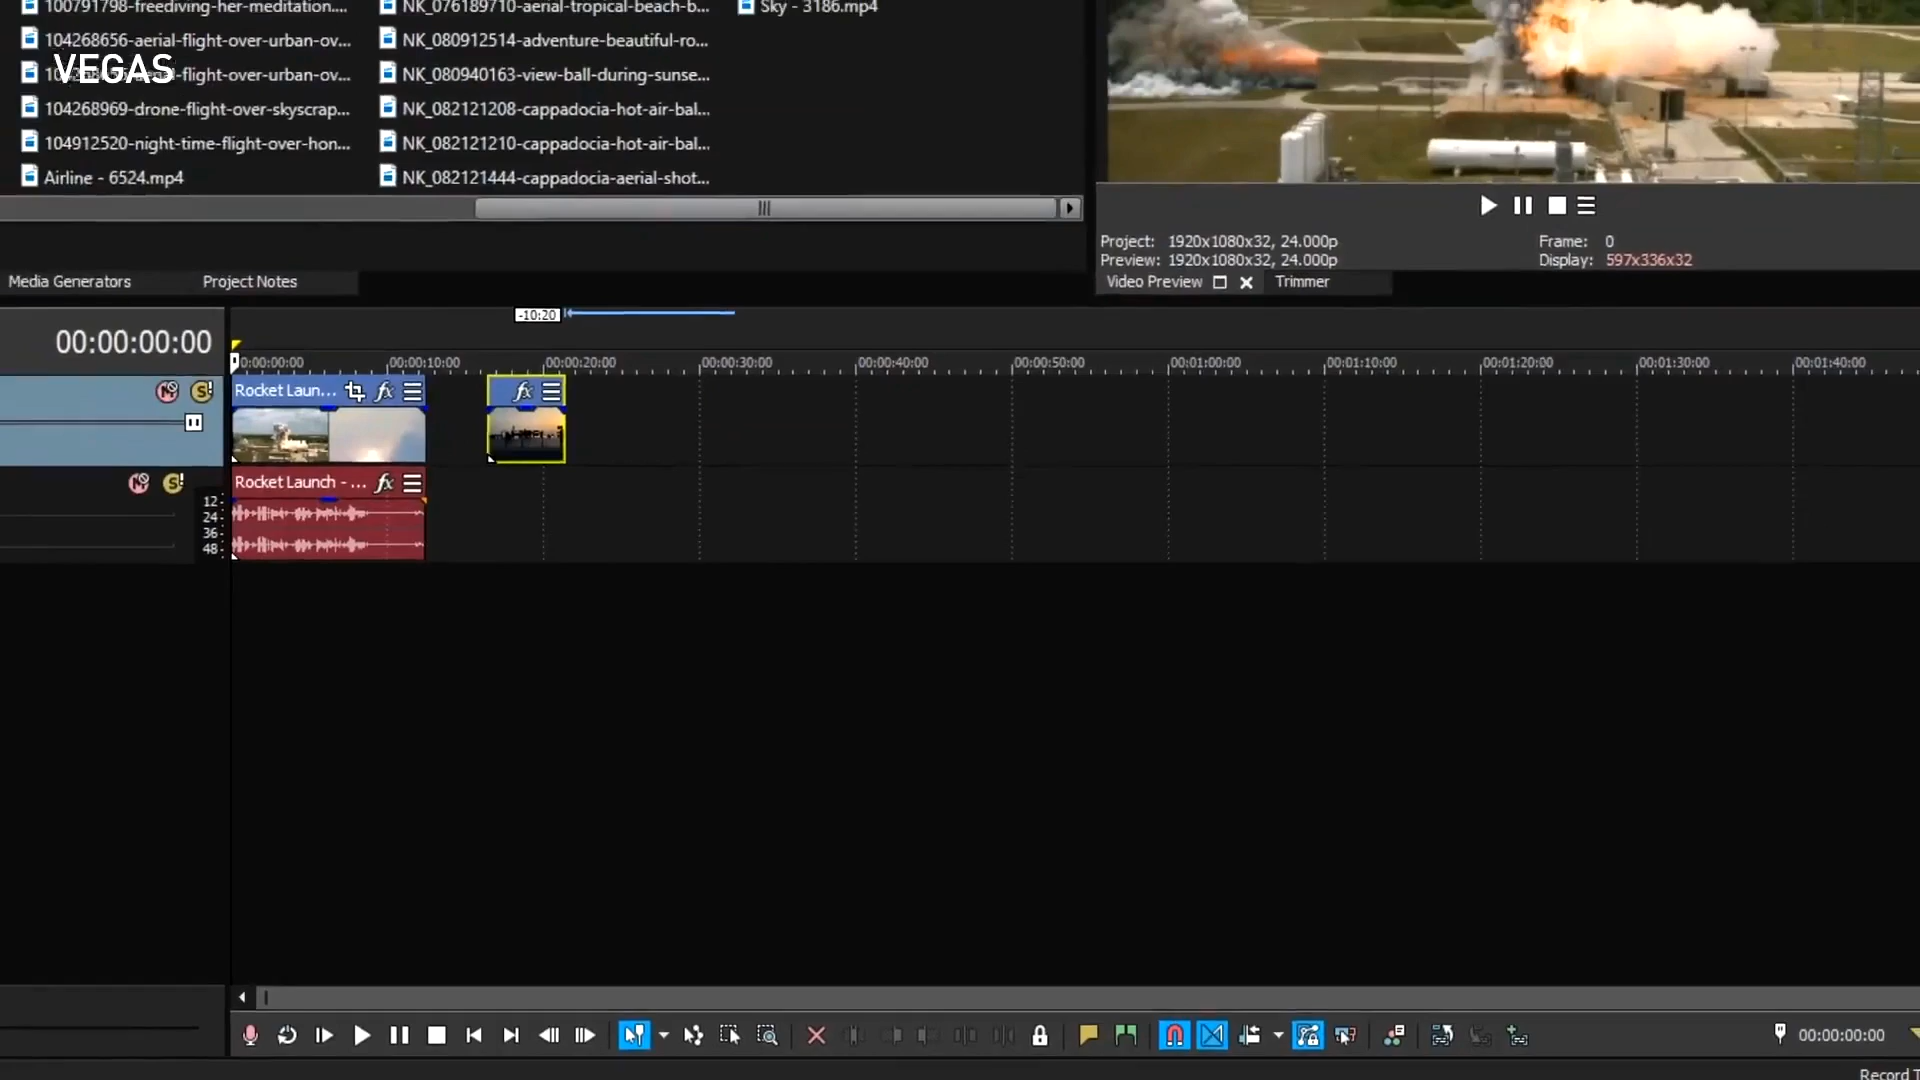 100791798-freediving-her-meditation....
NK_076189710-aerial-tropical-beach-b...
Sky - 3186.mp4
104268656-aerial-flight-over-urban-ov...
NK_080912514-adventure-beautiful-ro...
VEGAS
-aerial-flight-over-urban-ov...
NK_080940163-view-ball-during-sunse...
104268969-drone-flight-over-skyscrap...
NK_082121208-cappadocia-hot-air-bal...
104912520-night-time-flight-over-hon...
NK_082121210-cappadocia-hot-air-bal...
Airline - 6524.mp4
NK_082121444-cappadocia-aerial-shot...
Project: 1920x1080x32, 24.000p
Frame: 0
Preview: 1920x1080x32, 24.000p
Display: 597x336x32
Media Generators
Project Notes
Video Preview
Trimmer
-10:20
00:00:00:00
0:00:00:00
00:00:10:00
00:00:20:00
00:00:30:00
00:00:40:00
00:00:50:00
00:01:00:00
00:01:10:00
00:01:20:00
00:01:30:00
00:01:40:00
M
S!
Rocket Laun...
fx
fx
M
S!
Rocket Launch - ...
fx
12-
24-
36-
48-
00:00:00:00
Record T